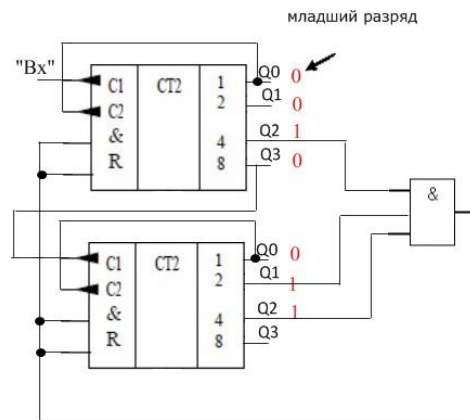 младший разряд
"Вх"
C1 CT2 1 Q0 0
C2 2 Q1 0
& 4 Q2 1
R 8 Q3 0
&
C1 CT2 1 Q0 0
C2 2 Q1 1
& 4 Q2 1
R 8 Q3